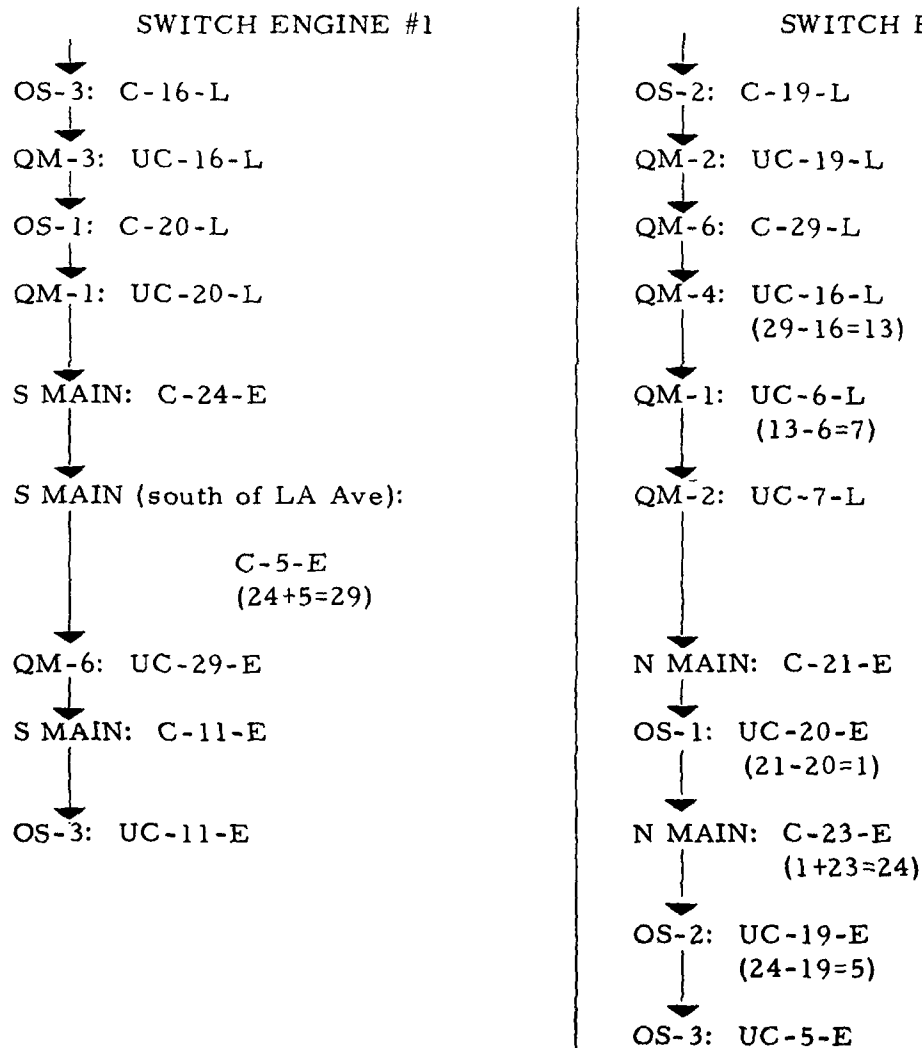 SWITCH ENGINE #1
OS-3: C-16-L
QM-3: UC-16-L
OS-1: C-20-L
QM-1: UC-20-L
S MAIN: C-24-E
S MAIN (south of LA Ave):
C-5-E
(24+5=29)
QM-6: UC-29-E
S MAIN: C-11-E
OS-3: UC-11-E
SWITCH
OS-2: C-19-L
QM-2: UC-19-L
QM-6: C-29-L
QM-4: UC-16-L
(29-16=13)
QM-1: UC-6-L
(13-6=7)
QM-2: UC-7-L
N MAIN: C-21-E
OS-1: UC-20-E
(21-20=1)
N MAIN: C-23-E
(1+23=24)
OS-2: UC-19-E
(24-19=5)
OS-3: UC-5-E